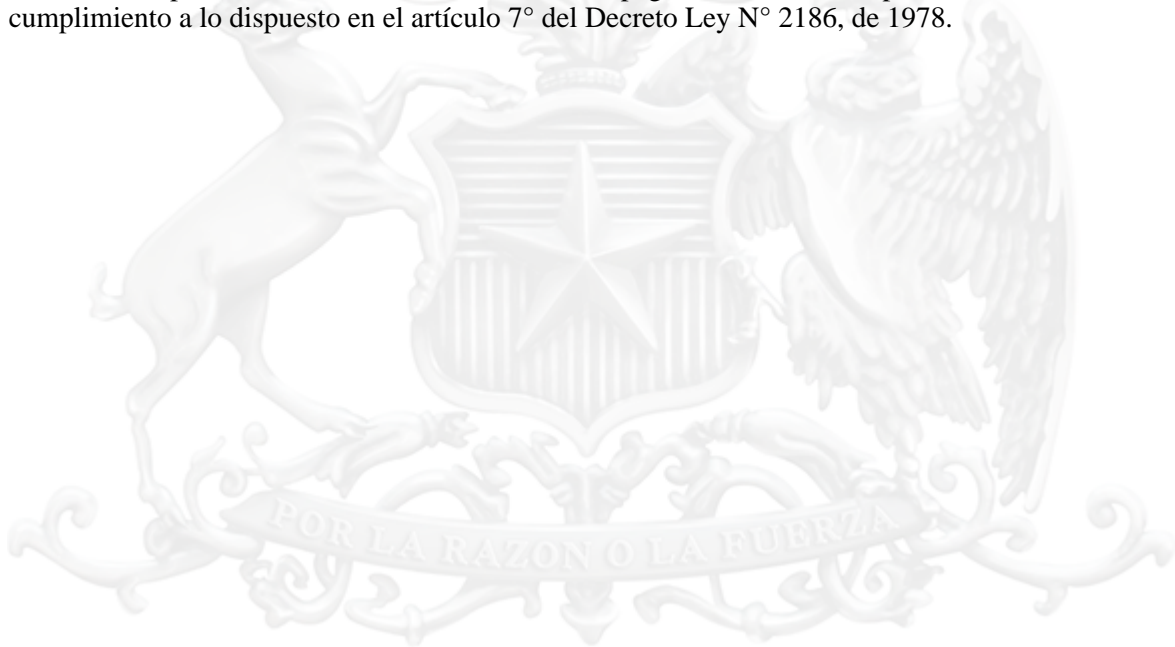 cumplimiento a lo dispuesto en el artículo 7° del Decreto Ley N° 2186, de 1978.
POR LA RAZON O LA FUERZA